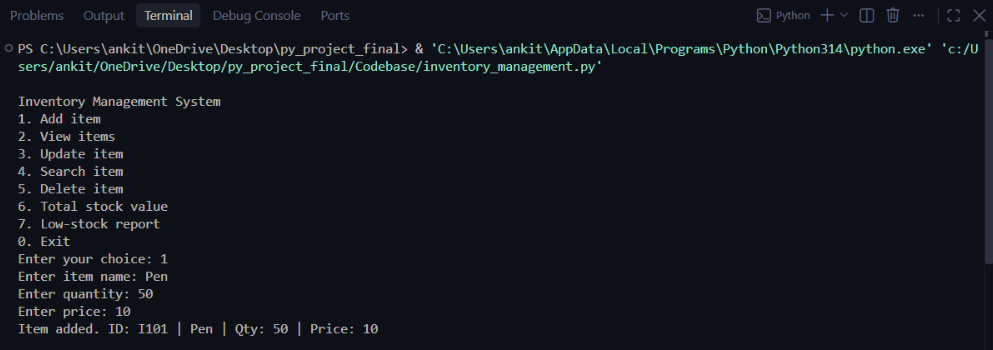 Problems Output Terminal Debug Console Ports Python
PS C:\Users\ankit\OneDrive\Desktop\py_project_final> & 'C:\Users\ankit\AppData\Local\Programs\Python\Python314\python.exe' 'c:/U
sers/ankit/OneDrive/Desktop/py_project_final/Codebase/inventory_management.py'
Inventory Management System
1. Add item
2. View items
3. Update item
4. Search item
5. Delete item
6. Total stock value
7. Low-stock report
0. Exit
Enter your choice: 1
Enter item name: Pen
Enter quantity: 50
Enter price: 10
Item added. ID: I101 | Pen | Qty: 50 | Price: 10